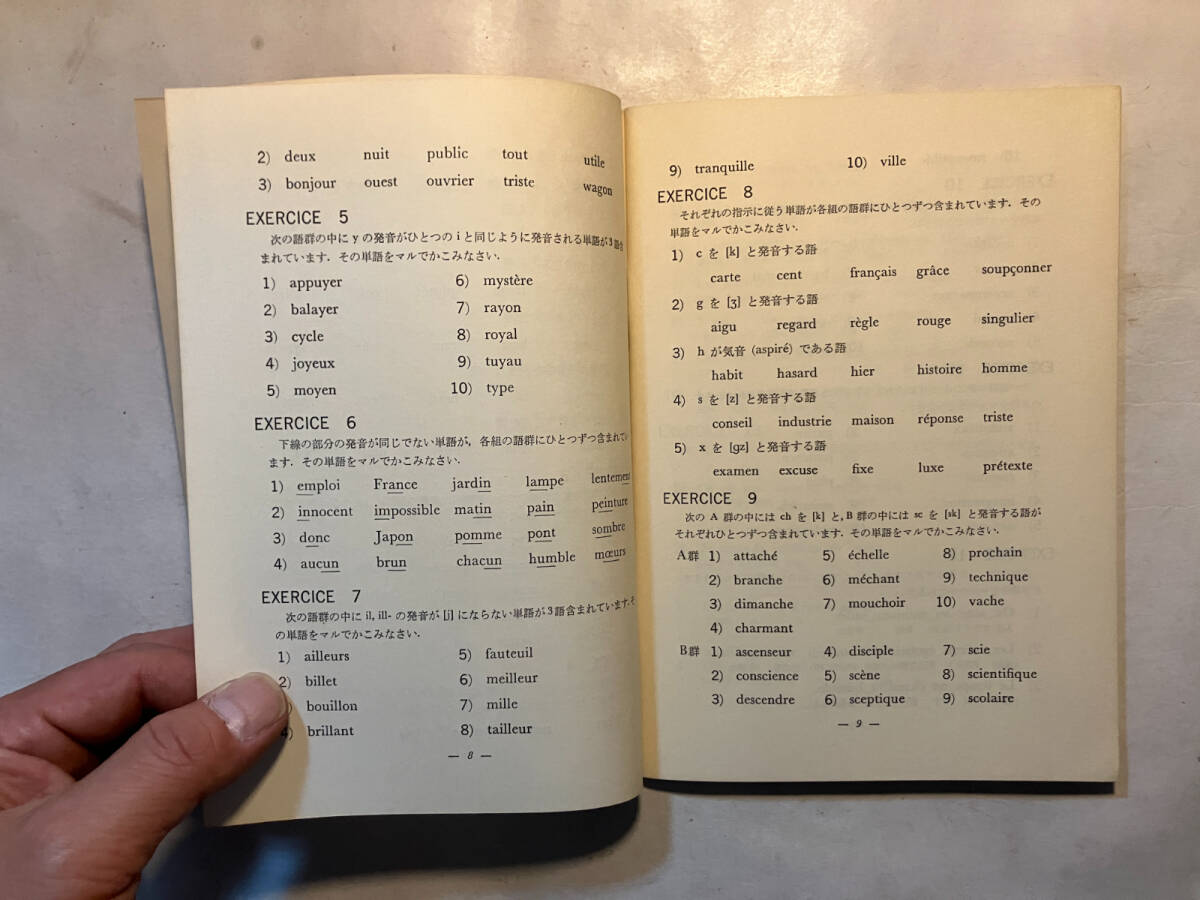 2) deux nuit public tout utile
3) bonjour ouest ouvrier triste wagon
EXERCICE 5
次の語群の中に y の発音がひとつの i と同じように発音される単語が3語含
まれています．その単語をマルでかこみなさい．
1) appuyer 6) mystère
2) balayer 7) rayon
3) cycle 8) royal
4) joyeux 9) tuyau
5) moyen 10) type
EXERCICE 6
下線の部分の発音が同じでない単語が，各組の語群にひとつずつ含まれてい
ます．その単語をマルでかこみなさい．
1) emploi France jardin lampe lentement
2) innocent impossible matin pain peinture
3) donc Japon pomme pont sombre
4) aucun brun chacun humble mœurs
EXERCICE 7
次の語群の中に il, ill- の発音が [j] にならない単語が3語含まれています．そ
の単語をマルでかこみなさい．
1) ailleurs 5) fauteuil
2) billet 6) meilleur
) bouillon 7) mille
4) brillant 8) tailleur
— 8 —
9) tranquille 10) ville
EXERCICE 8
それぞれの指示に従う単語が各組の語群にひとつずつ含まれています．その
単語をマルでかこみなさい．
1) c を [k] と発音する語
carte cent français grâce soupçonner
2) g を [ʒ] と発音する語
aigu regard règle rouge singulier
3) h が気音 (aspiré) である語
habit hasard hier histoire homme
4) s を [z] と発音する語
conseil industrie maison réponse triste
5) x を [gz] と発音する語
examen excuse fixe luxe prétexte
EXERCICE 9
次の A 群の中には ch を [k] と, B 群の中には sc を [sk] と発音する語が
それぞれひとつずつ含まれています．その単語をマルでかこみなさい．
A群 1) attaché 5) échelle 8) prochain
2) branche 6) méchant 9) technique
3) dimanche 7) mouchoir 10) vache
4) charmant
B群 1) ascenseur 4) disciple 7) scie
2) conscience 5) scène 8) scientifique
3) descendre 6) sceptique 9) scolaire
— 9 —